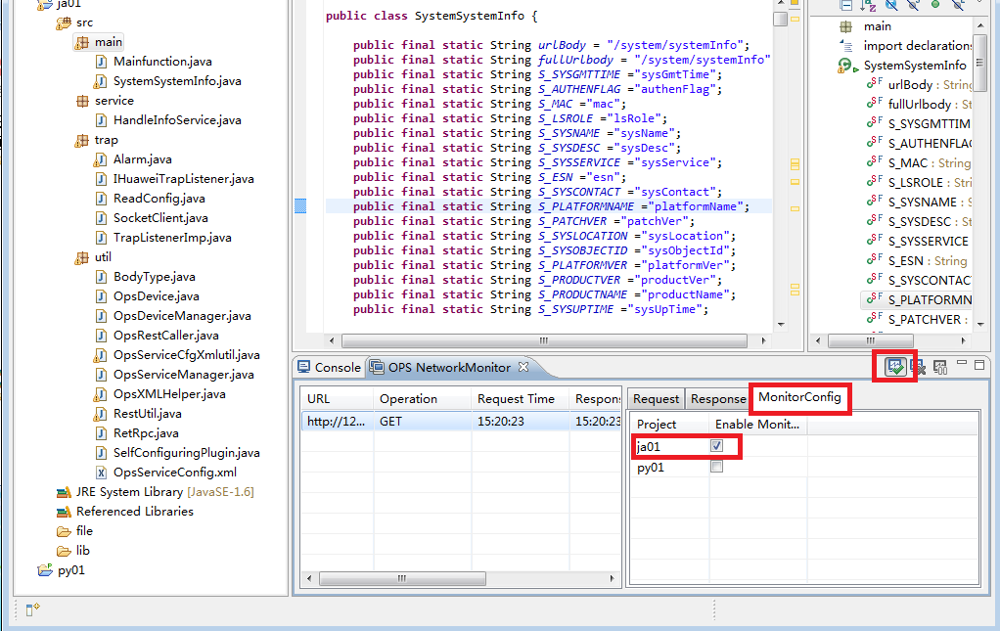 ja01
src
main
Mainfunction.java
SystemSystemInfo.java
service
HandleInfoService.java
trap
Alarm.java
IHuaweiTrapListener.java
ReadConfig.java
SocketClient.java
TrapListenerImp.java
util
BodyType.java
OpsDevice.java
OpsDeviceManager.java
OpsRestCaller.java
OpsServiceCfgXmlutil.java
OpsServiceManager.java
OpsXMLHelper.java
RestUtil.java
RetRpc.java
SelfConfiguringPlugin.java
OpsServiceConfig.xml
JRE System Library [JavaSE-1.6]
Referenced Libraries
file
lib
py01
public class SystemSystemInfo {
public final static String urlBody = "/system/systemInfo";
public final static String fullUrlbody = "/system/systemInfo"
public final static String S_SYSGMTTIME ="sysGmtTime";
public final static String S_AUTHENFLAG ="authenFlag";
public final static String S_MAC ="mac";
public final static String S_LSROLE ="lsRole";
public final static String S_SYSNAME ="sysName";
public final static String S_SYSDESC ="sysDesc";
public final static String S_SYSSERVICE ="sysService";
public final static String S_ESN ="esn";
public final static String S_SYSCONTACT ="sysContact";
public final static String S_PLATFORMNAME ="platformName";
public final static String S_PATCHVER ="patchVer";
public final static String S_SYSLOCATION ="sysLocation";
public final static String S_SYSOBJECTID ="sysObjectId";
public final static String S_PLATFORMVER ="platformVer";
public final static String S_PRODUCTVER ="productVer";
public final static String S_PRODUCTNAME ="productName";
public final static String S_SYSUPTIME ="sysUpTime";
main
import declarations
SystemSystemInfo
urlBody : String
fullUrlbody : St
S_SYSGMTTIM
S_AUTHENFLAG
S_MAC : String
S_LSROLE : Stri
S_SYSNAME : S
S_SYSDESC : St
S_SYSSERVICE
S_ESN : String
S_SYSCONTAC
S_PLATFORMN
S_PATCHVER :
Console OPS NetworkMonitor
URL Operation Request Time Respon
http://12... GET 15:20:23 15:20:23
Request Response MonitorConfig
Project Enable Monit...
ja01
py01